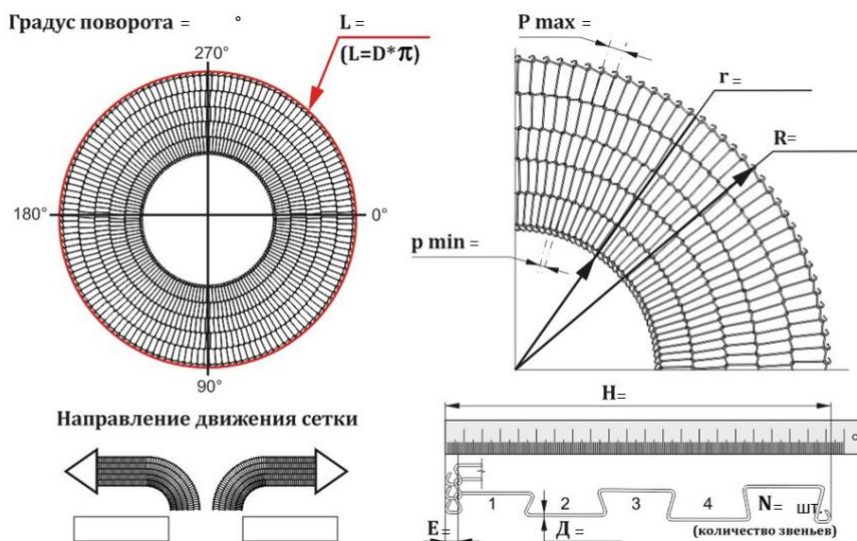 Градус поворота = °
L =
(L=D*π)
270°
180°
0°
90°
P max =
r =
R=
p min =
Направление движения сетки
H=
1 2 3 4 N= шт.
(количество звеньев)
E= Д =